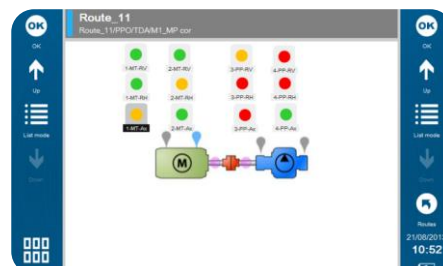 Route_11
Route_11/PPO/TDA/M1_MP cor
OK
OK
Up
List mode
Down
1-MT-RV
2-MT-RV
3-PP-RV
4-PP-RV
1-MT-RH
2-MT-RH
3-PP-RH
4-PP-RH
1-MT-Ax
2-MT-Ax
3-PP-Ax
4-PP-Ax
M
OK
OK
Up
List mode
Down
Routes
10:52